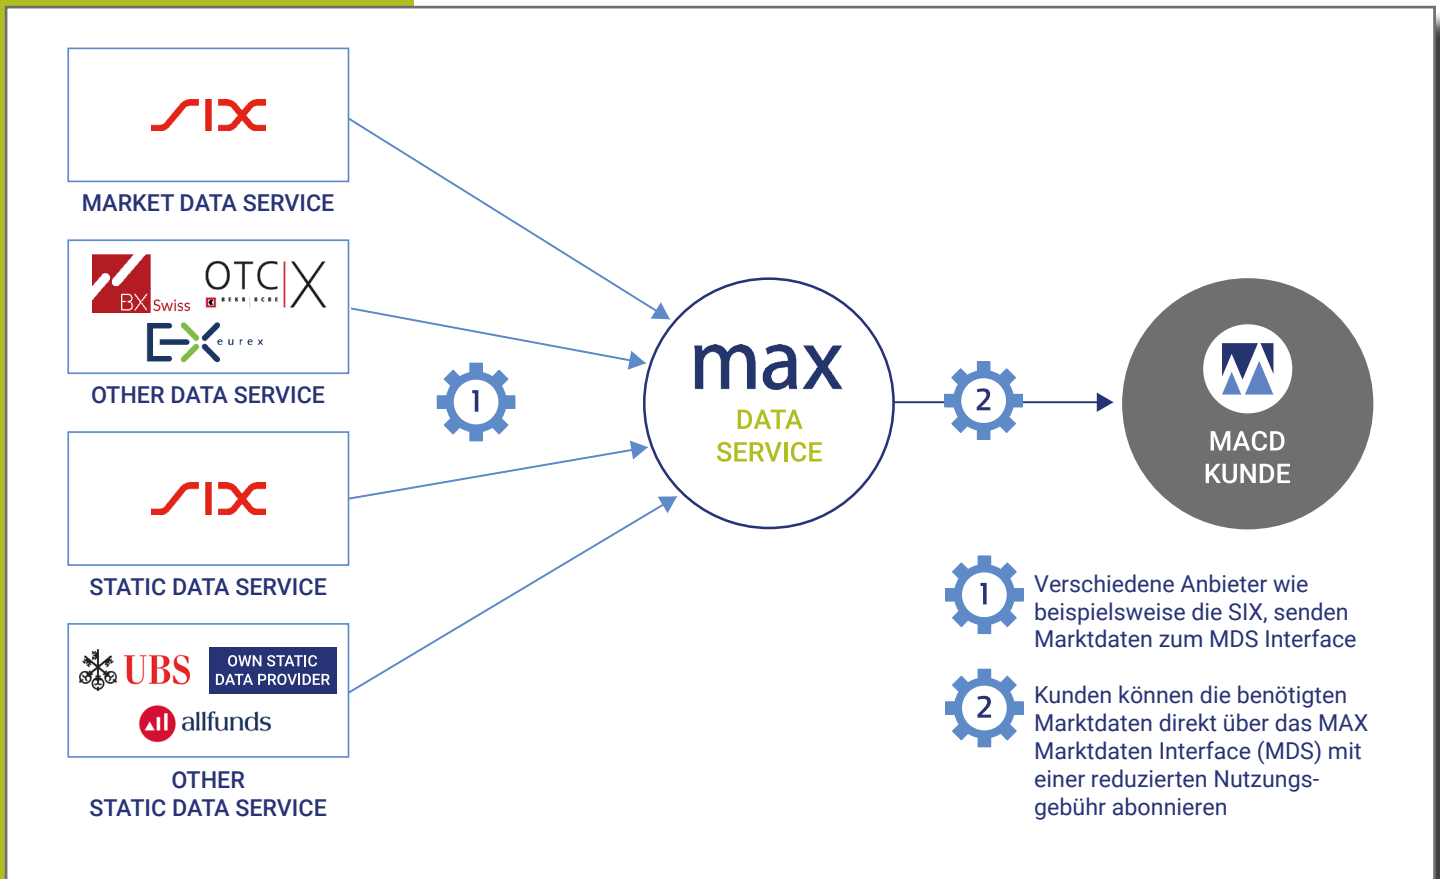 SIX
MARKET DATA SERVICE
BX Swiss
OTC|X
BEKB|BCBE
EX eurex
OTHER DATA SERVICE
SIX
STATIC DATA SERVICE
UBS
OWN STATIC
DATA PROVIDER
allfunds
OTHER
STATIC DATA SERVICE
1
max
DATA
SERVICE
2
MACD
KUNDE
1
Verschiedene Anbieter wie
beispielsweise die SIX, senden
Marktdaten zum MDS Interface
2
Kunden können die benötigten
Marktdaten direkt über das MAX
Marktdaten Interface (MDS) mit
einer reduzierten Nutzungs-
gebühr abonnieren